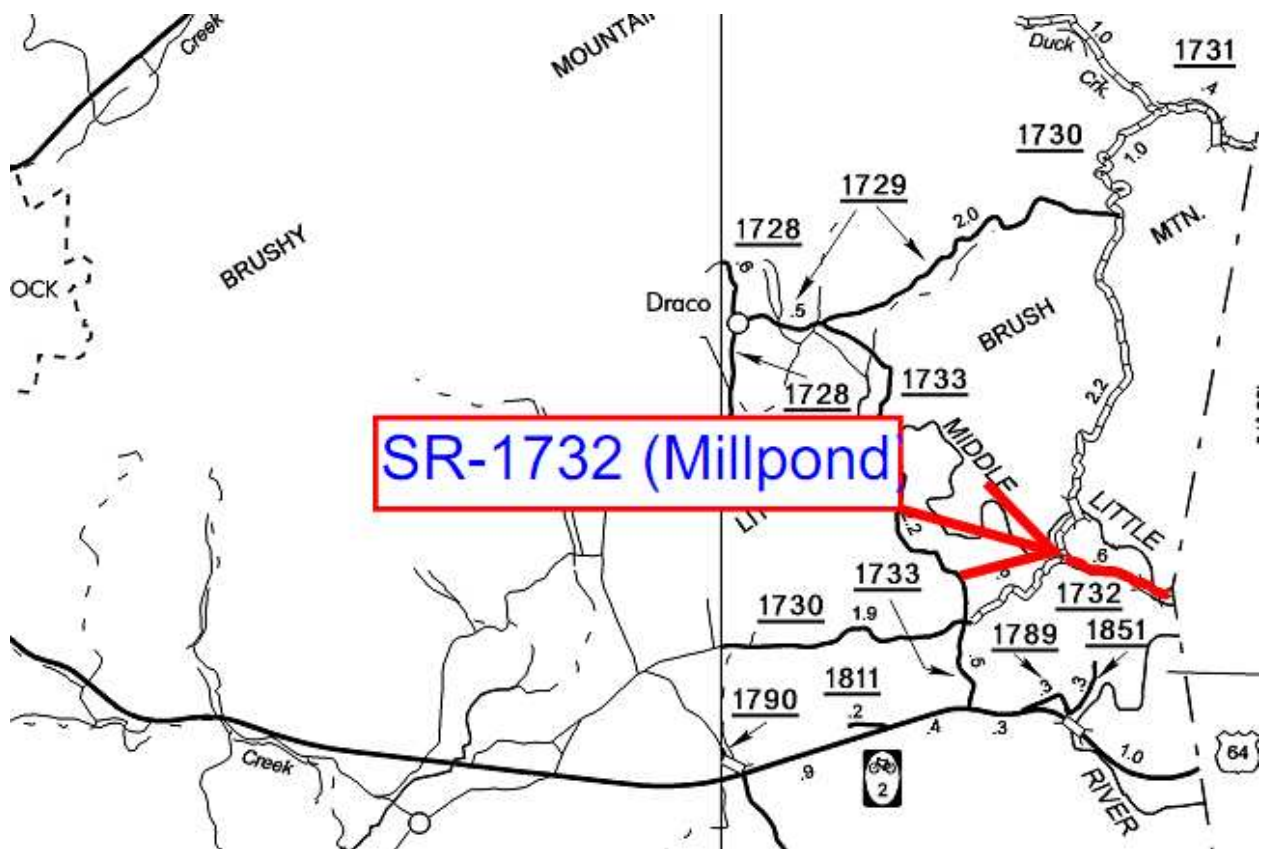 Creek
MOUNTAIN
1.0
Duck
Crk.
1731
.4
1730
1.0
1729
2.0
MTN.
1728
.6
BRUSHY
OCK
Draco
.5
BRUSH
1733
1728
2.2
SR-1732 (Millpond)
MIDDLE
LITTLE
.2
.6
1733
1732
1730
1.9
1789
1851
.5
.3
.3
1811
1790
.2
.4
.3
1.0
64
.9
2
Creek
RIVER